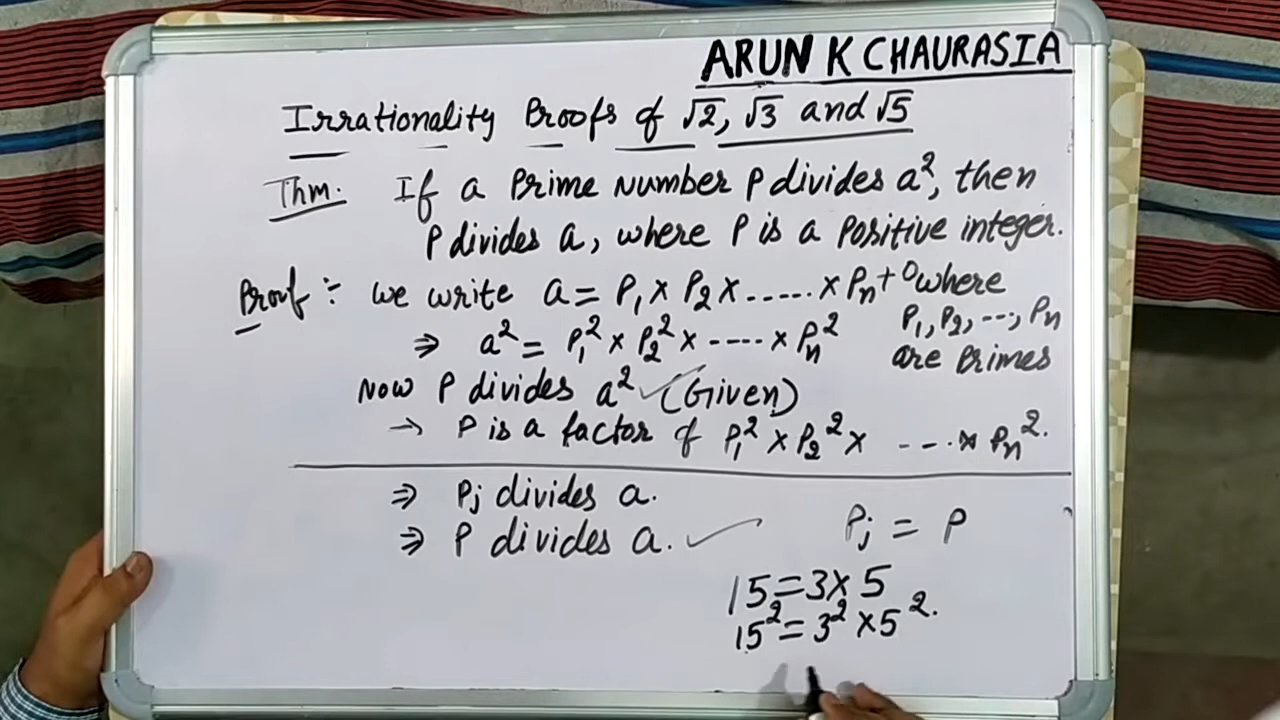 ARUN K CHAURASIA
Irrationality Proofs of √2, √3 and √5
Thm. If a Prime Number P divides a², then
P divides a, where P is a positive integer.
Proof :- we write a = P₁ × P₂ × ..... × Pₙ + 0 where
P₁, P₂, ---, Pₙ
are Primes
⇒ a² = P₁² × P₂² × ---- × Pₙ²
Now P divides a² ✓ (Given)
→ P is a factor of P₁² × P₂² × ---- × Pₙ².
⇒ Pj divides a.
⇒ P divides a. ✓
Pj = P
15 = 3 × 5
15² = 3² × 5².